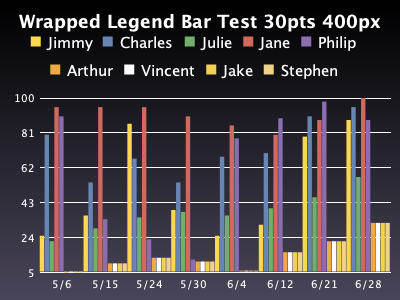 Wrapped Legend Bar Test 30pts 400px
Jimmy Charles Julie Jane Philip
Arthur Vincent Jake Stephen
100
81
62
43
24
5
5/6 5/15 5/24 5/30 6/4 6/12 6/21 6/28